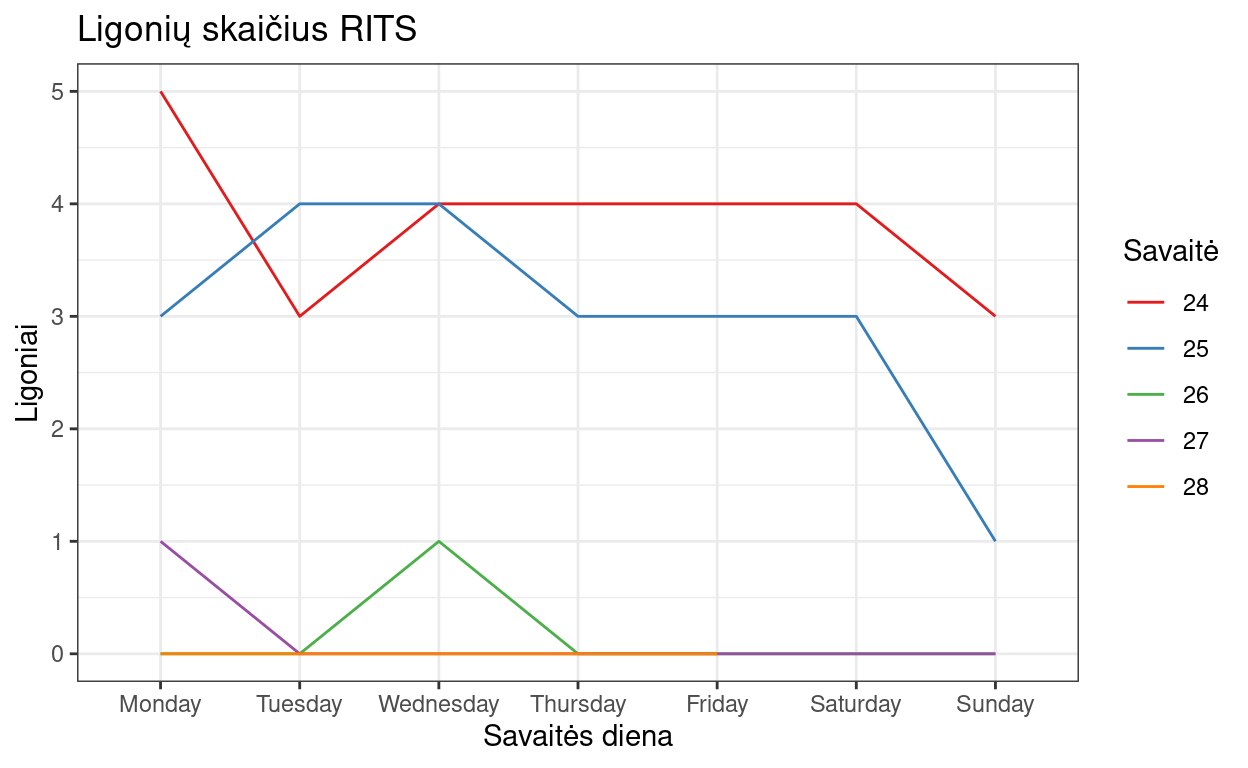 Ligonių skaičius RITS
5
4
3
2
1
0
Ligoniai
Monday Tuesday Wednesday Thursday Friday Saturday Sunday
Savaitės diena
Savaitė
24
25
26
27
28